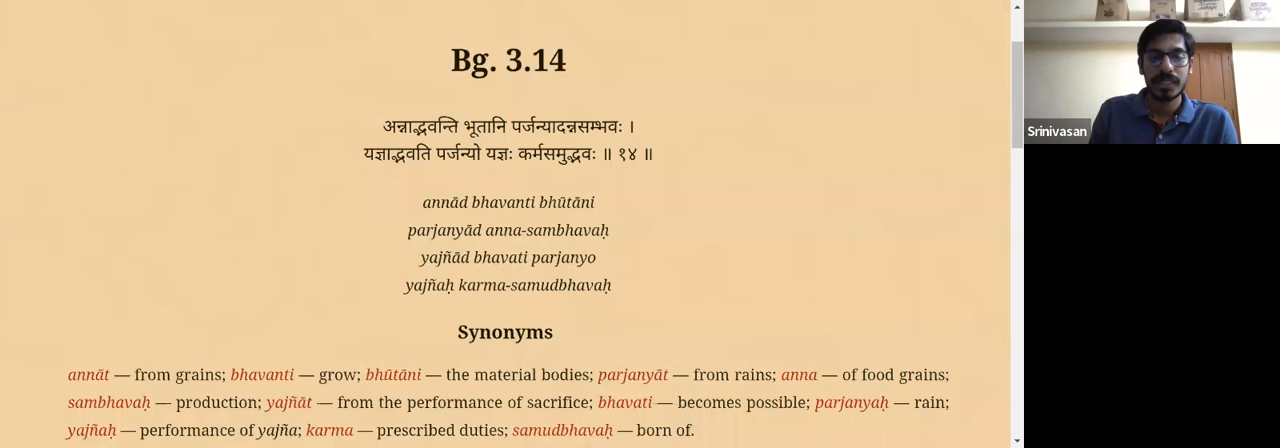 Bg. 3.14
अन्नाद्भवन्ति भूतानि पर्जन्यादन्नसम्भवः ।
यज्ञाद्भवति पर्जन्यो यज्ञः कर्मसमुद्भवः ॥ १४ ॥
annād bhavanti bhūtāni
parjanyād anna-sambhavaḥ
yajñād bhavati parjanyo
yajñaḥ karma-samudbhavaḥ
Synonyms
annāt — from grains; bhavanti — grow; bhūtāni — the material bodies; parjanyāt — from rains; anna — of food grains;
sambhavaḥ — production; yajñāt — from the performance of sacrifice; bhavati — becomes possible; parjanyaḥ — rain;
yajñaḥ — performance of yajña; karma — prescribed duties; samudbhavaḥ — born of.
Srinivasan